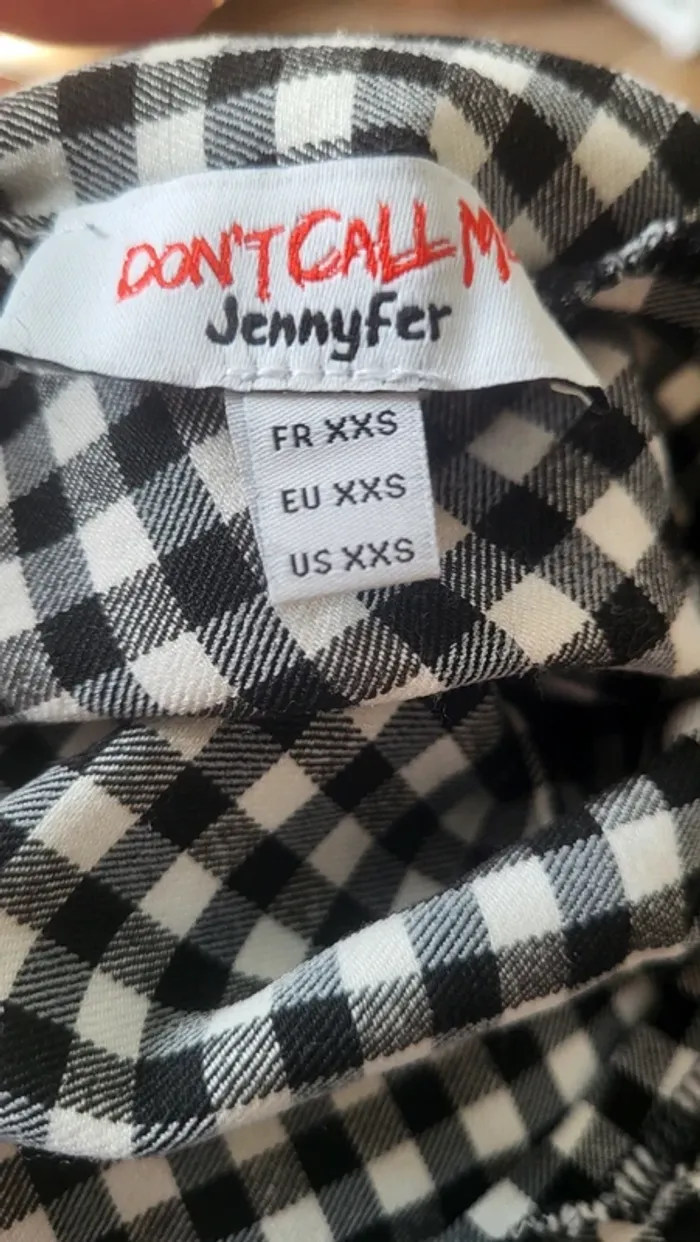 DON'T CALL M
Jennyfer
FR XXS
EU XXS
US XXS